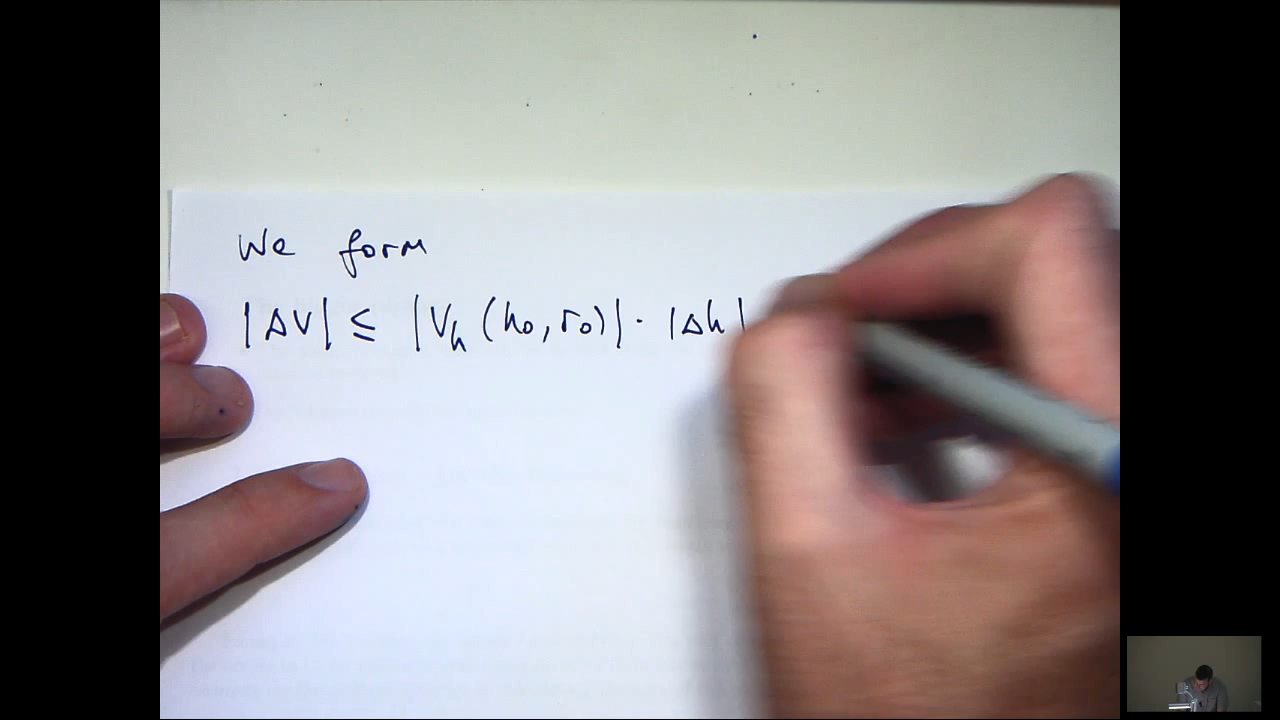 We form
|ΔV| ≤ |V_h (h₀, r₀)| · |Δh|